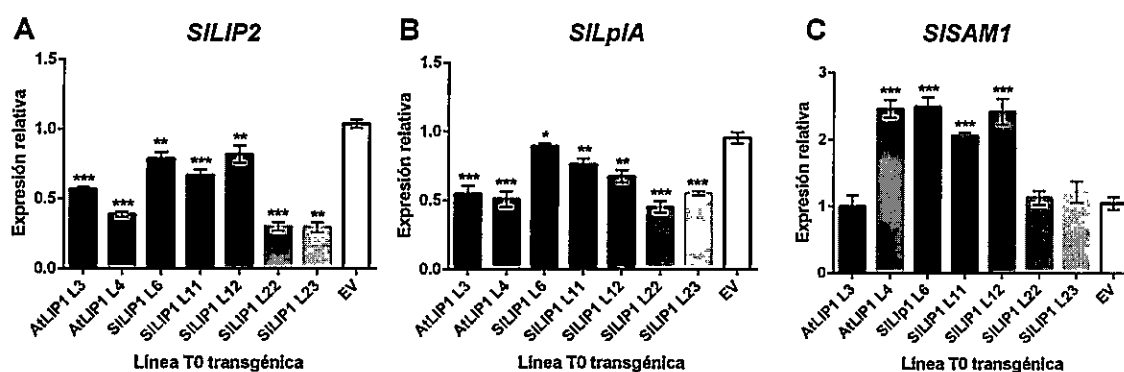 A
SlLIP2
Expresión relativa
1.5
1.0
0.5
0.0
***
***
**
***
**
***
**
AtLIP1 L3
AtLIP1 L4
SlLIP1 L6
SlLIP1 L11
SlLIP1 L12
SlLIP1 L22
SlLIP1 L23
EV
Línea T0 transgénica
B
SlLplA
Expresión relativa
1.5
1.0
0.5
0.0
***
***
*
**
**
***
***
AtLIP1 L3
AtLIP1 L4
SlLIP1 L6
SlLIP1 L11
SlLIP1 L12
SlLIP1 L22
SlLIP1 L23
EV
Línea T0 transgénica
C
SlSAM1
Expresión relativa
3
2
1
0
***
***
***
***
AtLIP1 L3
AtLIP1 L4
SlLIp1 L6
SlLIP1 L11
SlLIP1 L12
SlLIP1 L22
SlLIP1 L23
EV
Línea T0 transgénica